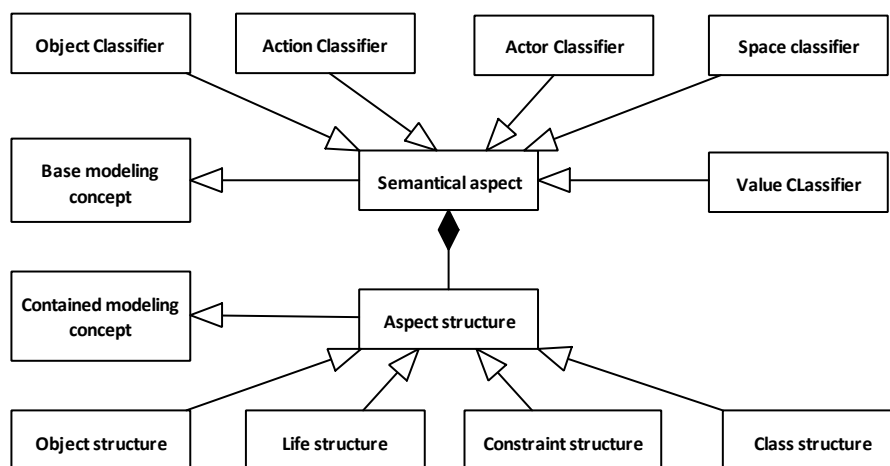 Object Classifier
Action Classifier
Actor Classifier
Space classifier
Base modeling
concept
Semantical aspect
Value CLassifier
Contained modeling
concept
Aspect structure
Object structure
Life structure
Constraint structure
Class structure